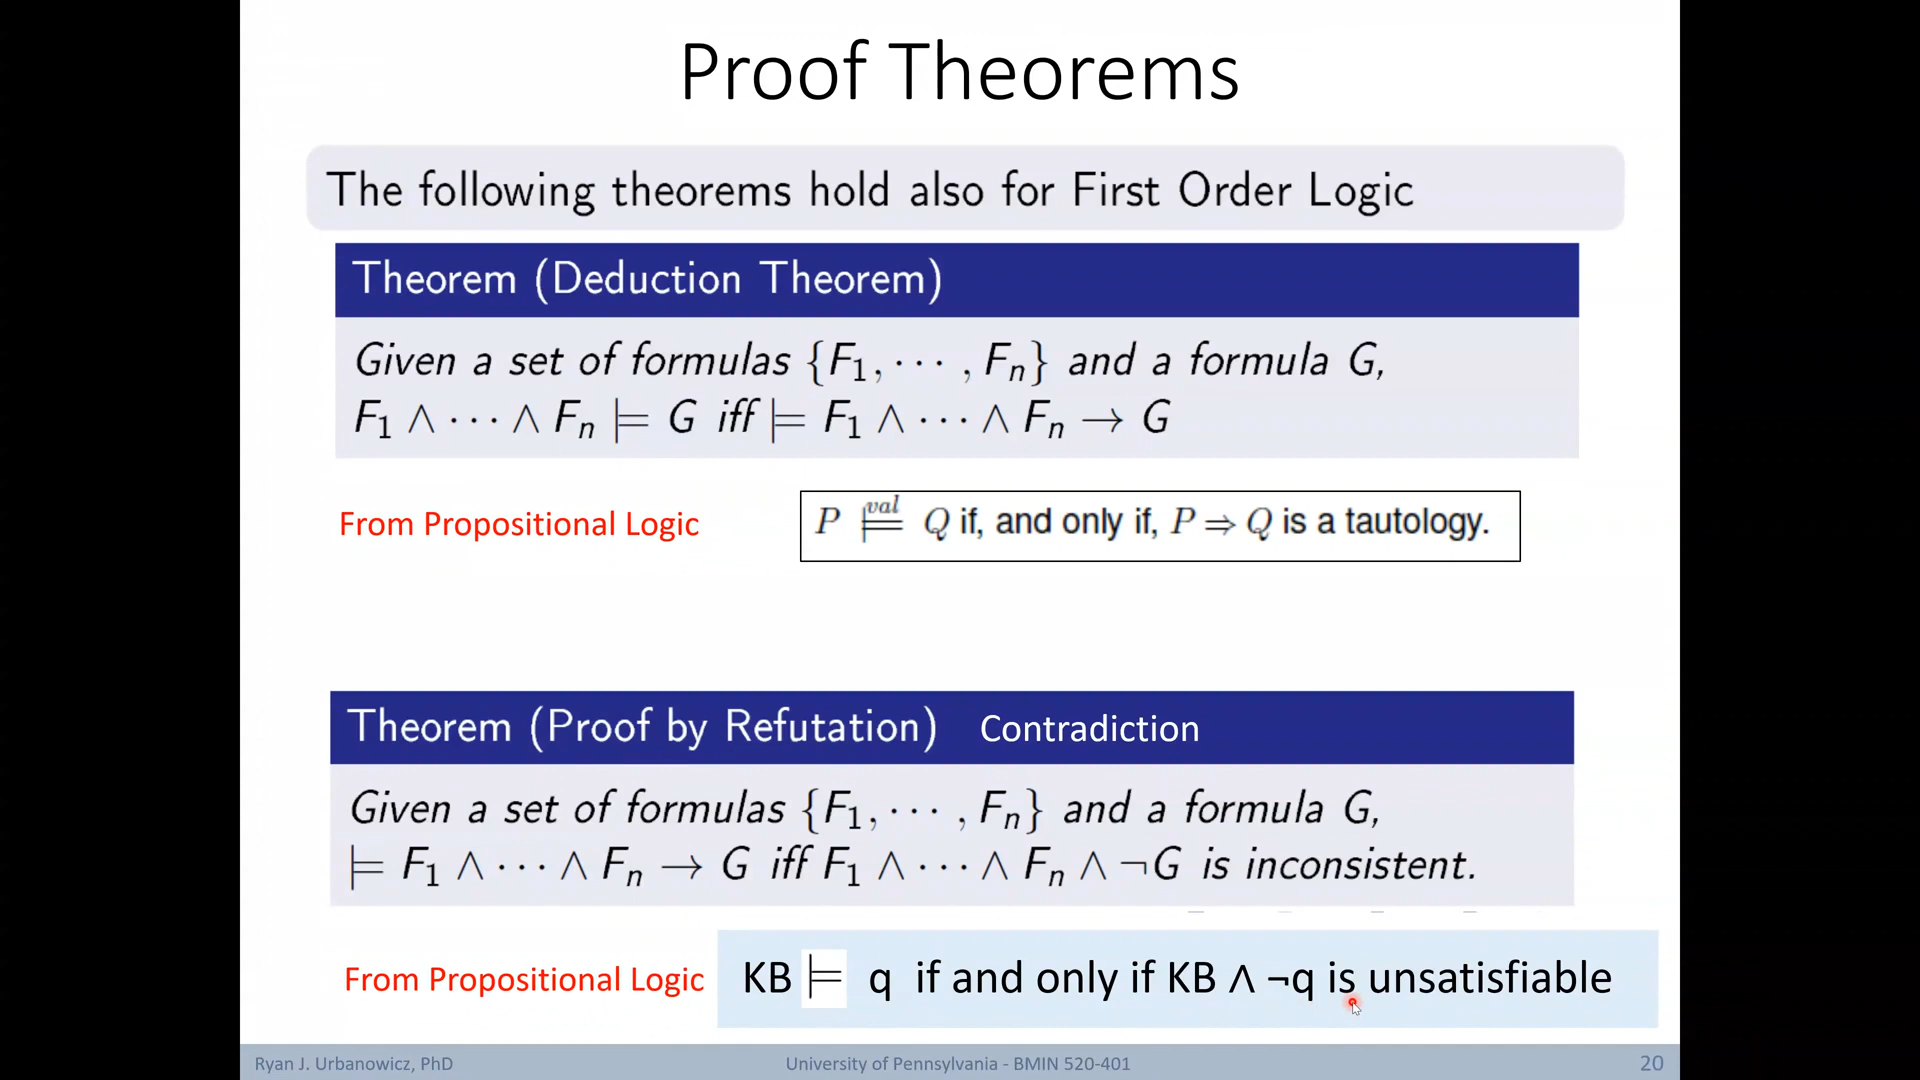 Proof Theorems
The following theorems hold also for First Order Logic
Theorem (Deduction Theorem)
Given a set of formulas {F₁, ⋯ , Fₙ} and a formula G,
F₁ ∧ ⋯ ∧ Fₙ ⊨ G iff ⊨ F₁ ∧ ⋯ ∧ Fₙ → G
From Propositional Logic
P ⊨ᵛᵃˡ Q if, and only if, P ⇒ Q is a tautology.
Theorem (Proof by Refutation) Contradiction
Given a set of formulas {F₁, ⋯ , Fₙ} and a formula G,
⊨ F₁ ∧ ⋯ ∧ Fₙ → G iff F₁ ∧ ⋯ ∧ Fₙ ∧ ¬G is inconsistent.
From Propositional Logic KB ⊨ q if and only if KB ∧ ¬q is unsatisfiable
Ryan J. Urbanowicz, PhD University of Pennsylvania - BMIN 520-401 20